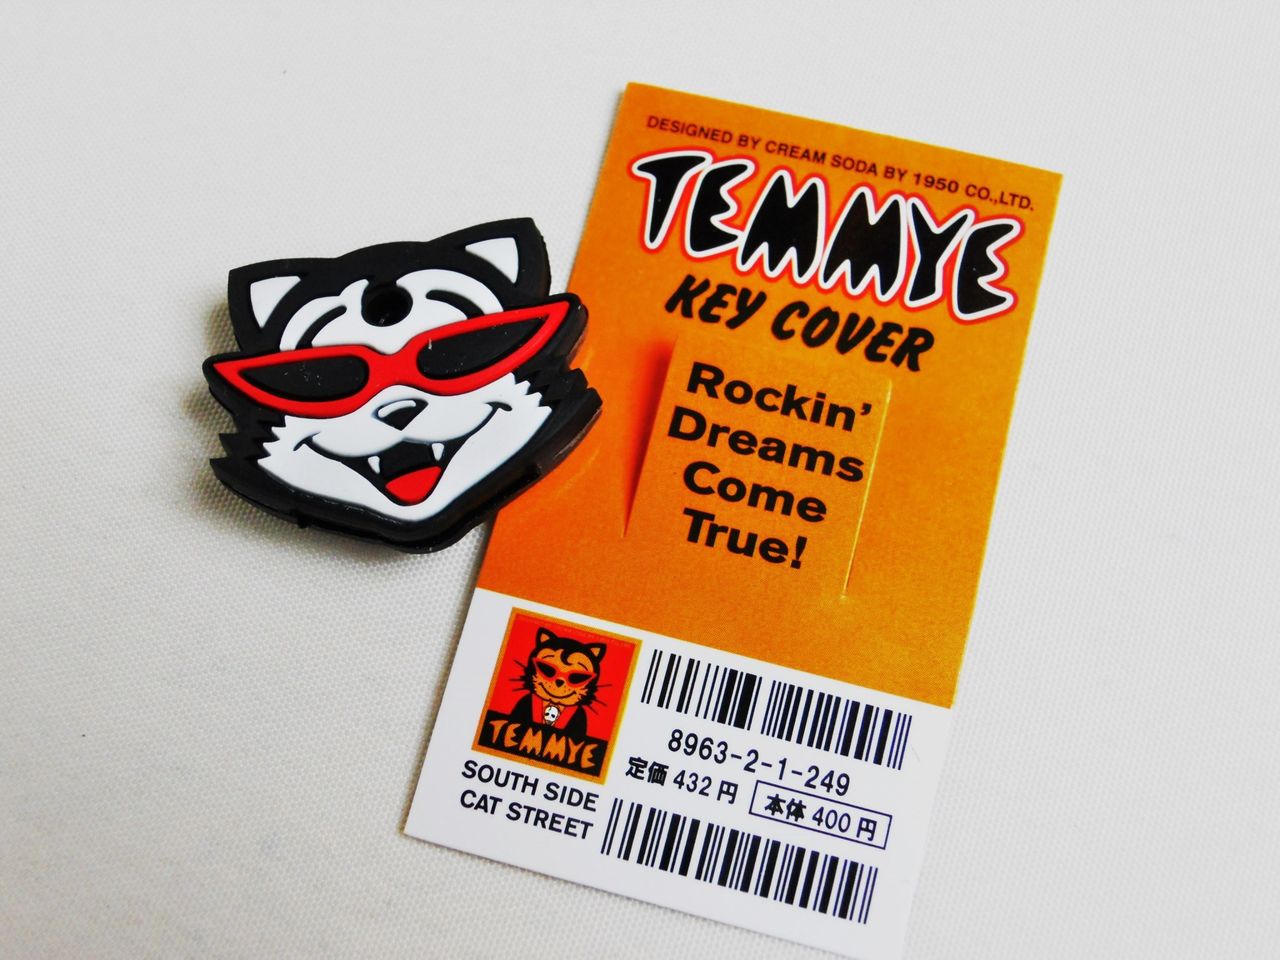 DESIGNED BY CREAM SODA BY 1950 CO.,LTD.
TEMMYE
KEY COVER
Rockin'
Dreams
Come
True!
TEMMYE
SOUTH SIDE
CAT STREET
8963-2-1-249
定価 432 円 本体 400 円